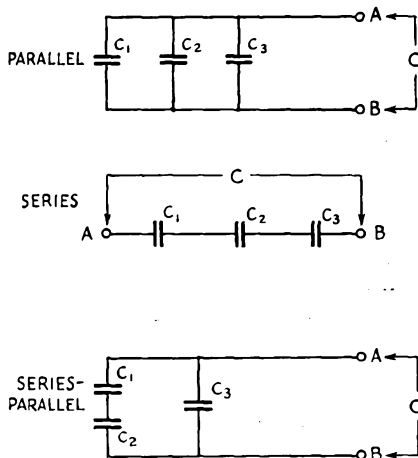 A
C₁ C₂ C₃
PARALLEL
C
B
C
SERIES
C₁ C₂ C₃
A B
A
C₁
SERIES-
PARALLEL
C₃
C
C₂
B